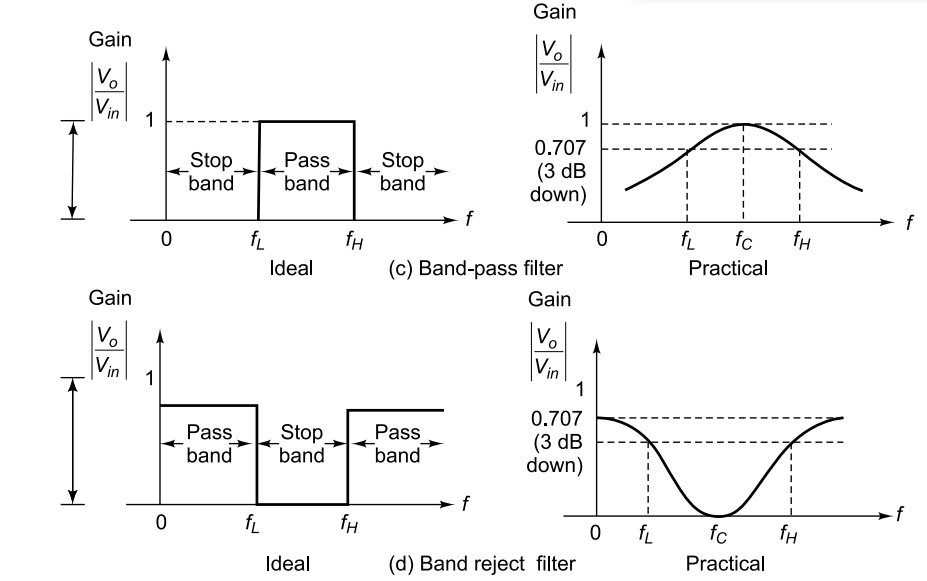 Gain
|Vo/Vin|
1
Stop band
Pass band
Stop band
0
fL
fH
f
Ideal
Gain
|Vo/Vin|
1
0.707
(3 dB
down)
0
fL
fC
fH
f
Practical
(c) Band-pass filter
Gain
|Vo/Vin|
1
Pass band
Stop band
Pass band
0
fL
fH
f
Ideal
Gain
|Vo/Vin|
1
0.707
(3 dB
down)
0
fL
fC
fH
f
Practical
(d) Band reject filter